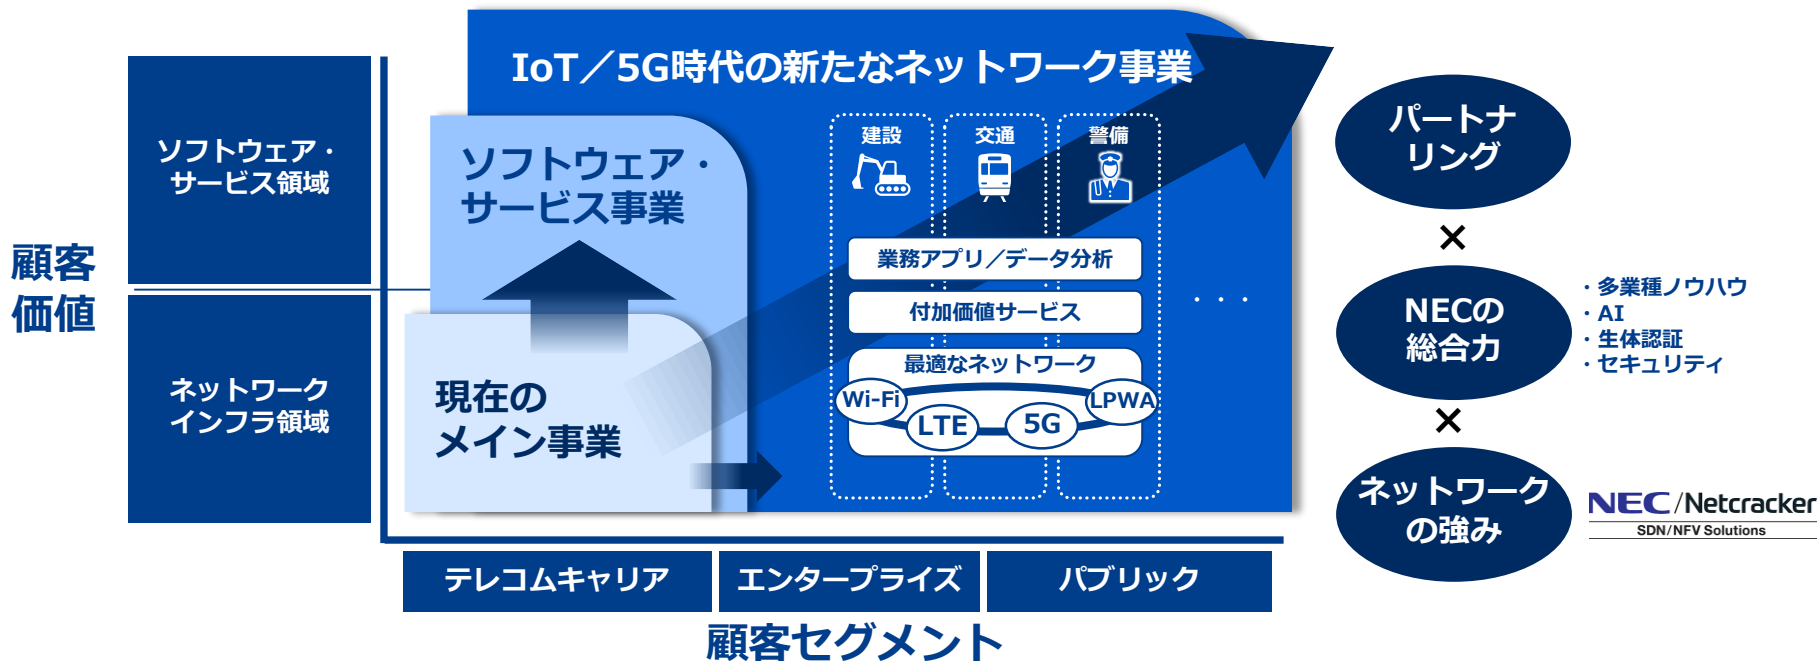 IoT／5G時代の新たなネットワーク事業
ソフトウェア・
サービス領域
ネットワーク
インフラ領域
顧客
価値
ソフトウェア・
サービス事業
現在の
メイン事業
建設
交通
警備
業務アプリ／データ分析
付加価値サービス
最適なネットワーク
Wi-Fi
LTE
5G
LPWA
・・・
テレコムキャリア
エンタープライズ
パブリック
顧客セグメント
パートナ
リング
×
NECの
総合力
・多業種ノウハウ
・AI
・生体認証
・セキュリティ
×
ネットワーク
の強み
NEC/Netcracker
SDN/NFV Solutions